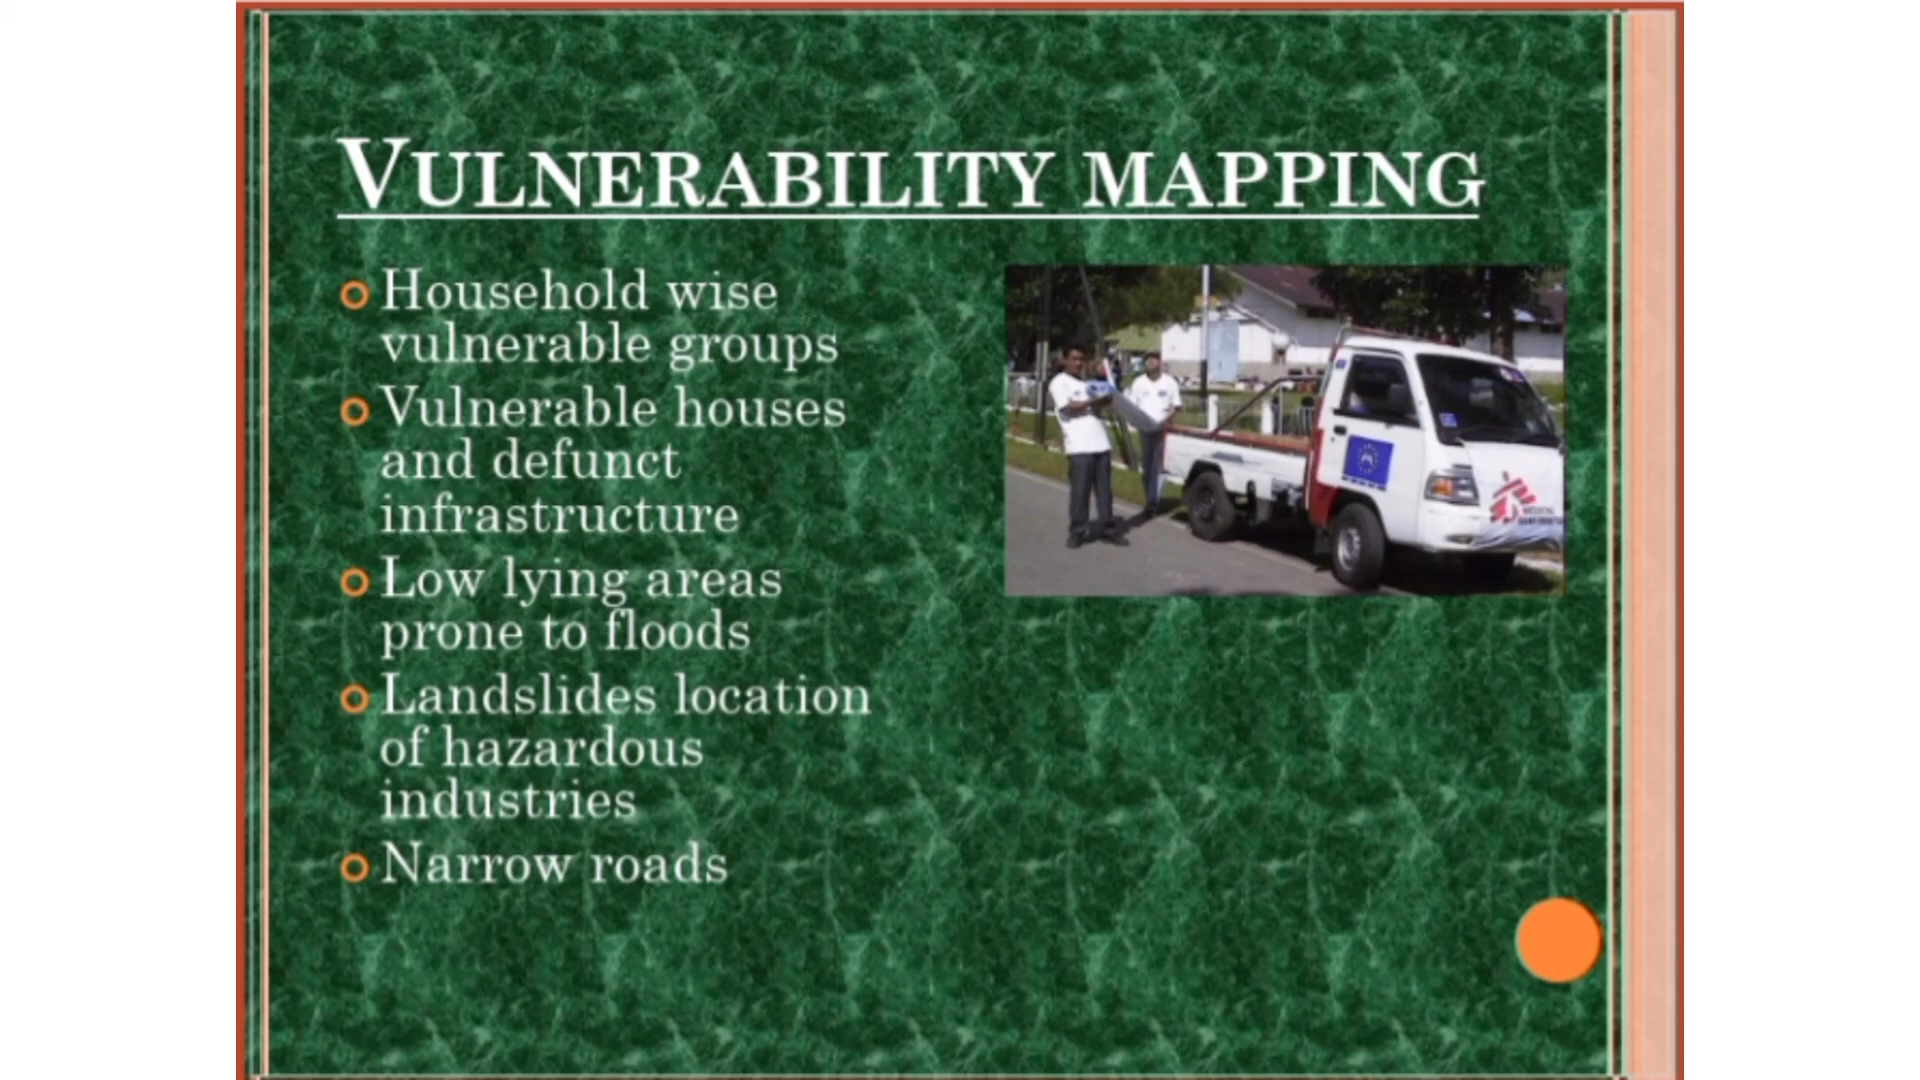 VULNERABILITY MAPPING
Household wise
vulnerable groups
Vulnerable houses
and defunct
infrastructure
Low lying areas
prone to floods
Landslides location
of hazardous
industries
Narrow roads